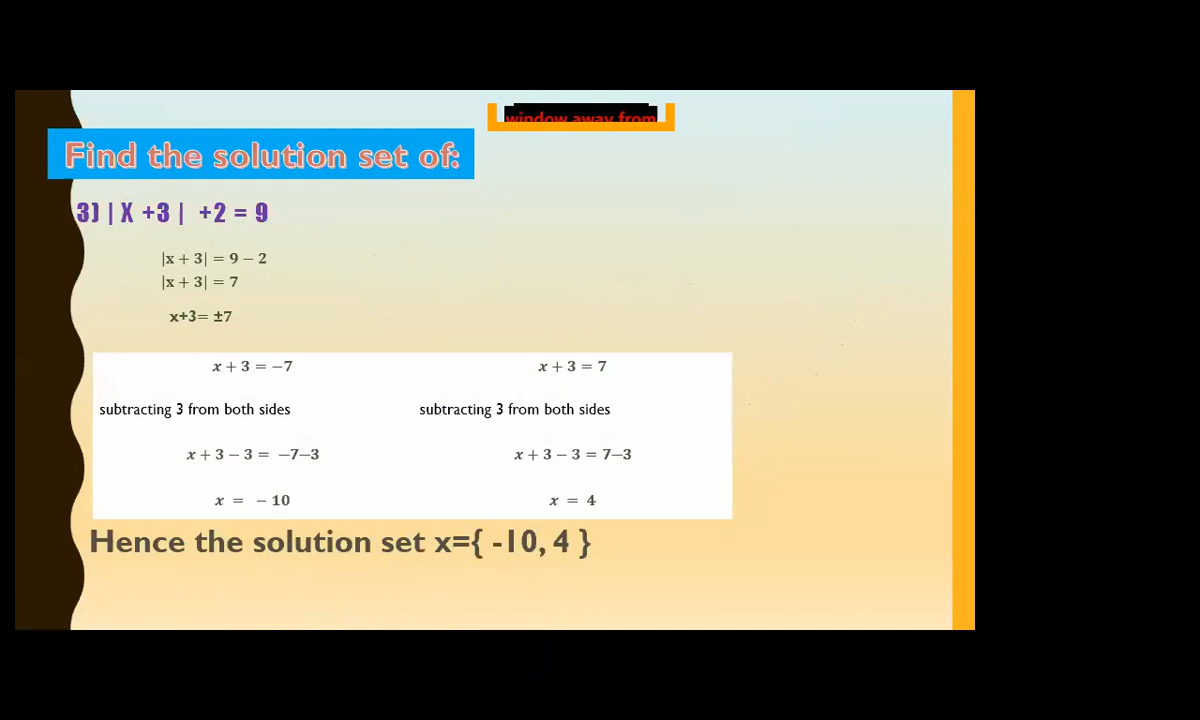 window away from
Find the solution set of:
3) | X +3 | +2 = 9
|x + 3| = 9 − 2
|x + 3| = 7
x+3= ±7
x + 3 = −7
x + 3 = 7
subtracting 3 from both sides
subtracting 3 from both sides
x + 3 − 3 = −7−3
x + 3 − 3 = 7−3
x = − 10
x = 4
Hence the solution set x={ -10, 4 }